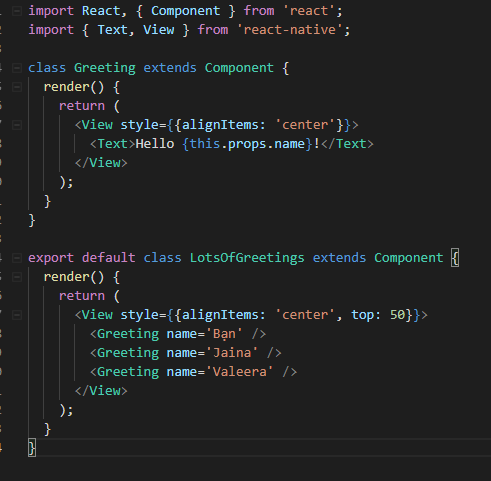 import React, { Component } from 'react';
import { Text, View } from 'react-native';
class Greeting extends Component {
render() {
return (
<View style={{alignItems: 'center'}}>
<Text>Hello {this.props.name}!</Text>
</View>
);
}
}
export default class LotsOfGreetings extends Component {
render() {
return (
<View style={{alignItems: 'center', top: 50}}>
<Greeting name='Bạn' />
<Greeting name='Jaina' />
<Greeting name='Valeera' />
</View>
);
}
}